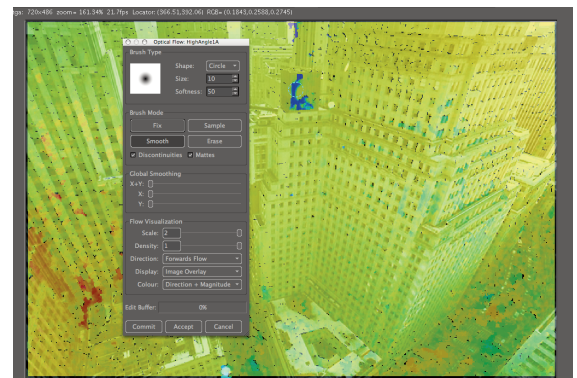 rga: 720x486 zoom= 161.34% 21.7fps Locator: (366.51,392.06) RGB= (0.1843,0.2588,0.2745)
Optical Flow: HighAngle1A
Brush Type
Shape: Circle
Size: 10
Softness: 50
Brush Mode
Fix Sample
Smooth Erase
Discontinuities Mattes
Global Smoothing
X+Y:
X:
Y:
Flow Visualization
Scale: 2
Density: 1
Direction: Forwards Flow
Display: Image Overlay
Colour: Direction + Magnitude
Edit Buffer: 0%
Commit Accept Cancel